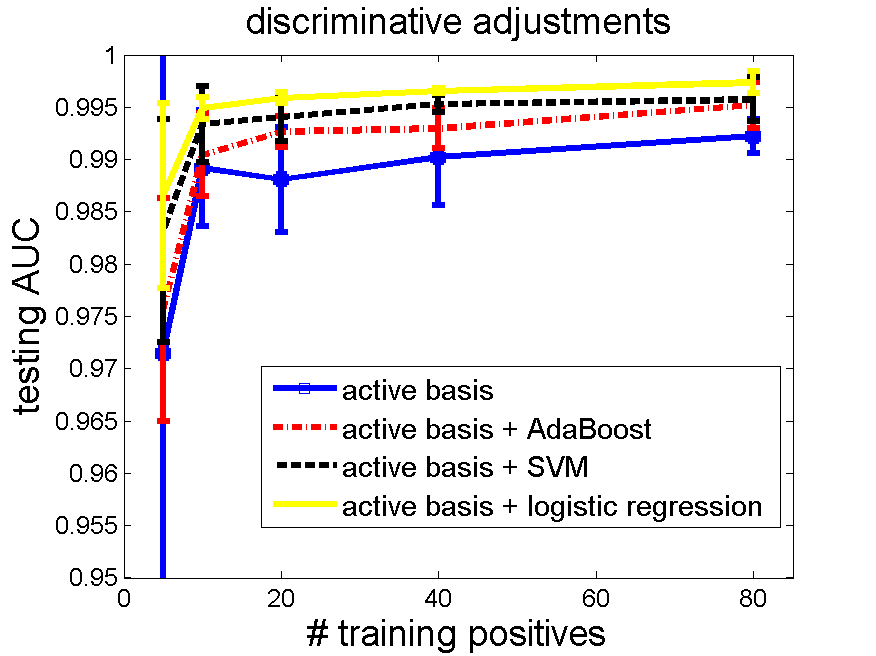 discriminative adjustments
testing AUC
1
0.995
0.99
0.985
0.98
0.975
0.97
0.965
0.96
0.955
0.95
active basis
active basis + AdaBoost
active basis + SVM
active basis + logistic regression
0 20 40 60 80
# training positives